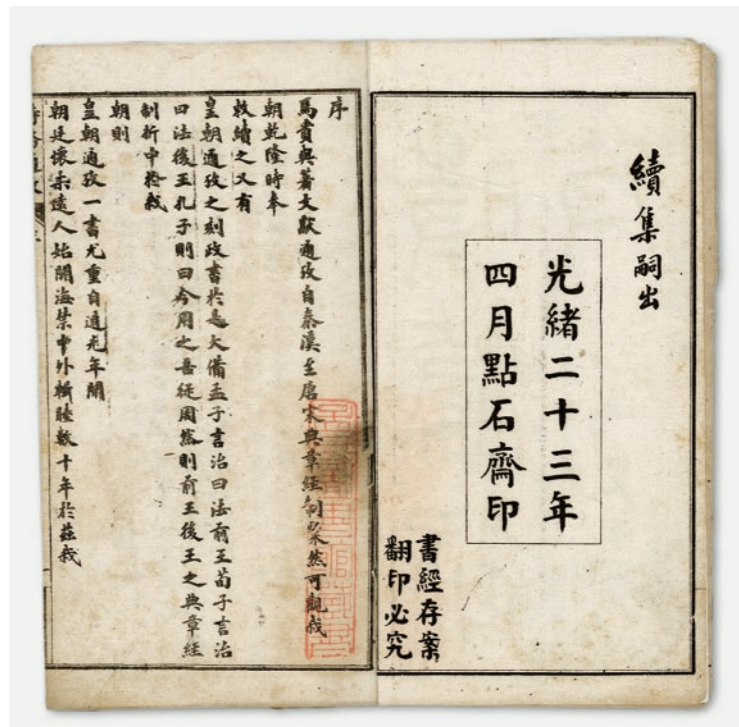 續集嗣出
光緒二十三年
四月點石齋印
書經存案
翻印必究
序
馬貴與著文獻通攷自秦漢至唐宋典章經制粲然可觀我
朝乾隆時奉
敕續之又有
皇朝通攷之刻政書於是大備孟子言治曰法前王荀子言治
曰法後王孔子則曰今用之吾從周然則前王後王之典章經
制折中於我
朝則
皇朝通攷一書尤重自道光年間
朝廷懷柔遠人始開海禁中外輯睦數十年於茲我